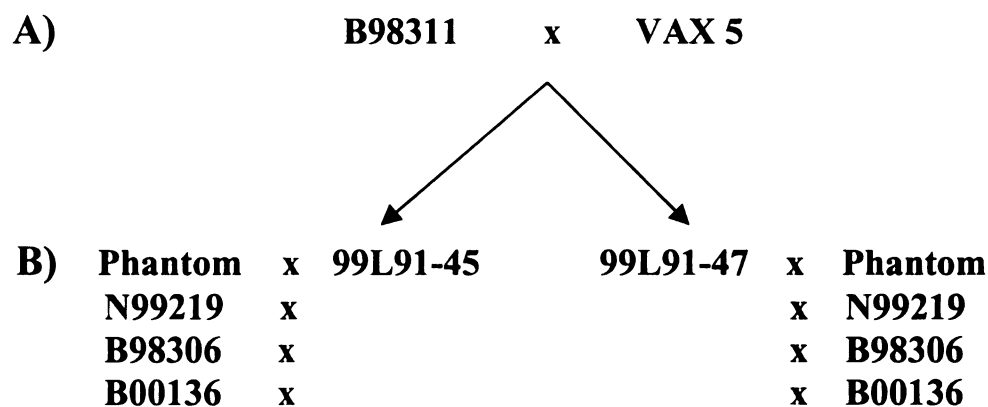 A) B98311 x VAX 5
B) Phantom x 99L91-45 99L91-47 x Phantom
N99219 x x N99219
B98306 x x B98306
B00136 x x B00136